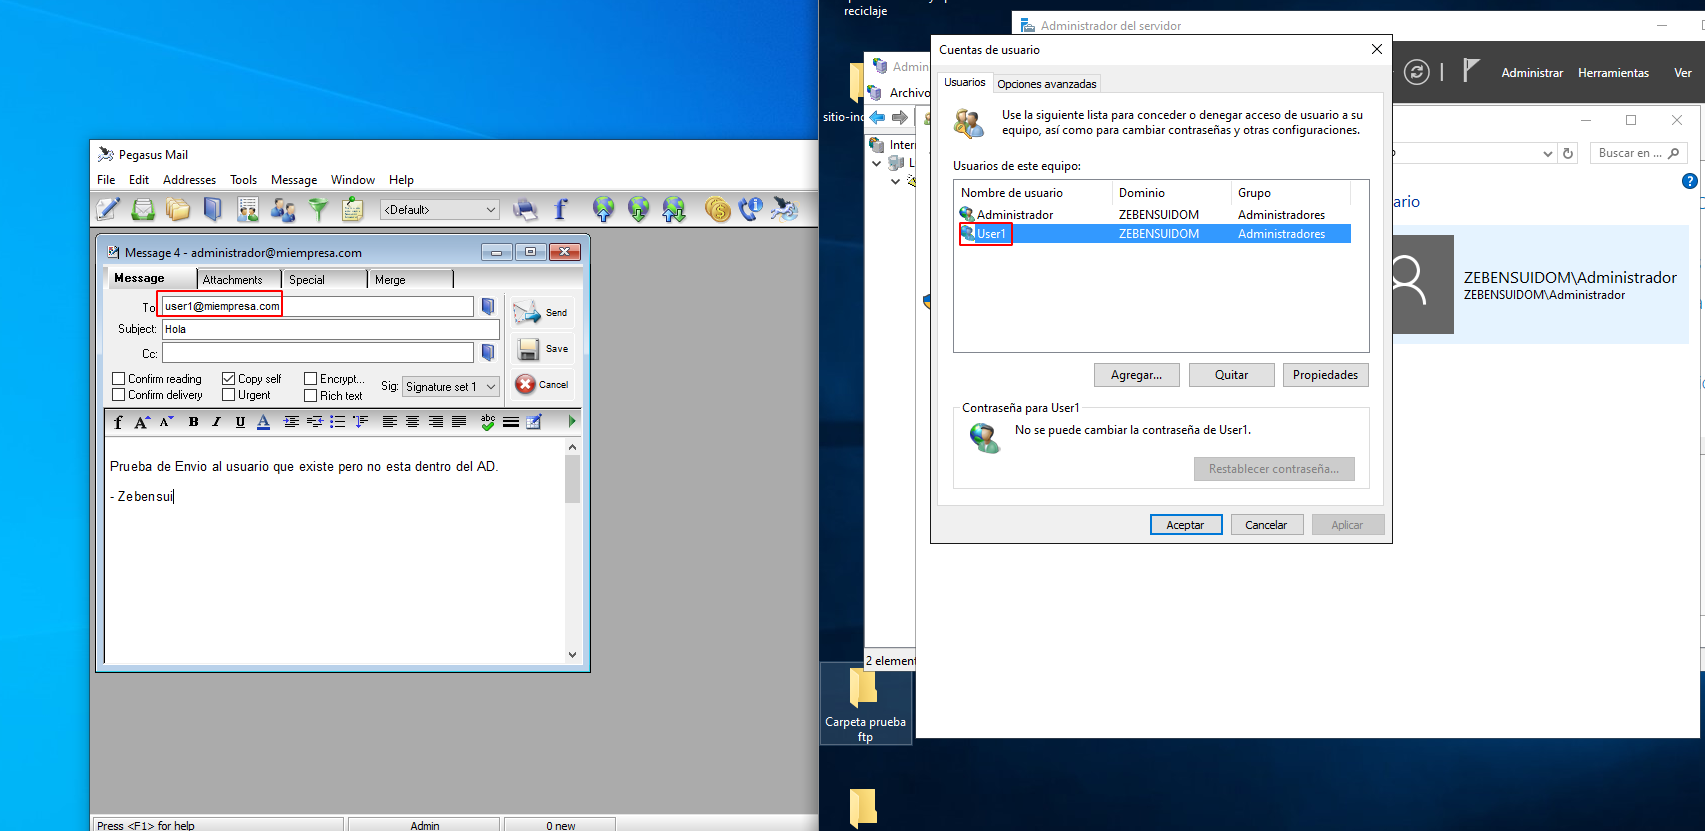 reciclaje
sitio-inc
Pegasus Mail
File Edit Addresses Tools Message Window Help
<Default>
Message 4 - administrador@miempresa.com
Message Attachments Special Merge
To user1@miempresa.com
Send
Subject: Hola
Cc:
Save
Confirm reading Copy self Encrypt...
Confirm delivery Urgent Rich text
Sig: Signature set 1
Cancel
Prueba de Envio al usuario que existe pero no esta dentro del AD.
- Zebensui
Press <F1> for help Admin 0 new
Administrador del servidor
Administrar Herramientas Ver
Admin
Archivo
Inter
L
2 element
Buscar en ...
ario
ZEBENSUIDOM\Administrador
ZEBENSUIDOM\Administrador
Cuentas de usuario
Usuarios Opciones avanzadas
Use la siguiente lista para conceder o denegar acceso de usuario a su
equipo, así como para cambiar contraseñas y otras configuraciones.
Usuarios de este equipo:
Nombre de usuario Dominio Grupo
Administrador ZEBENSUIDOM Administradores
User1 ZEBENSUIDOM Administradores
Agregar... Quitar Propiedades
Contraseña para User1
No se puede cambiar la contraseña de User1.
Restablecer contraseña...
Aceptar Cancelar Aplicar
Carpeta prueba
ftp